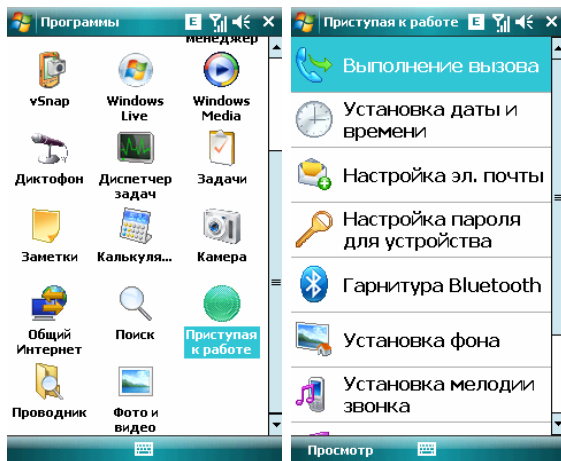 Программы
E
менеджер
vSnap
Windows
Live
Windows
Media
Диктофон
Диспетчер
задач
Задачи
Заметки
Калькуля...
Камера
Общий
Интернет
Поиск
Приступая
к работе
Проводник
Фото и
видео
Приступая к работе
E
Выполнение вызова
Установка даты и
времени
Настройка эл. почты
Настройка пароля
для устройства
Гарнитура Bluetooth
Установка фона
Установка мелодии
звонка
Просмотр